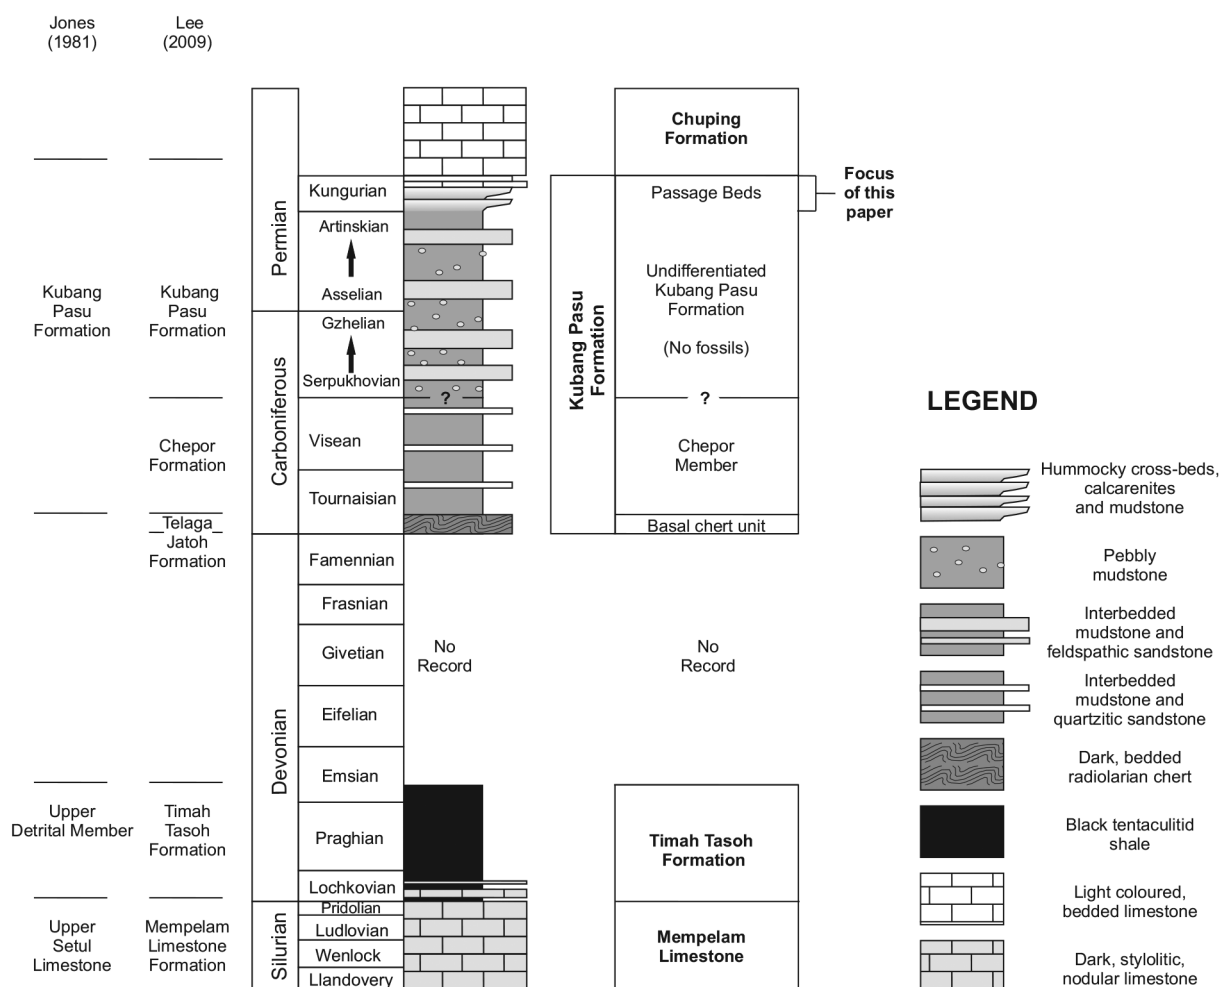 Jones
(1981)
Lee
(2009)
Kubang
Pasu
Formation
Upper
Detrital Member
Upper
Setul
Limestone
Kubang
Pasu
Formation
Chepor
Formation
Telaga
Jatoh
Formation
Timah
Tasoh
Formation
Mempelam
Limestone
Formation
Permian
Carboniferous
Devonian
Silurian
Kungurian
Artinskian
Asselian
Gzhelian
Serpukhovian
Visean
Tournaisian
Famennian
Frasnian
Givetian
Eifelian
Emsian
Praghian
Lochkovian
Pridolian
Ludlovian
Wenlock
Llandovery
?
No
Record
Kubang Pasu
Formation
Chuping
Formation
Passage Beds
Undifferentiated
Kubang Pasu
Formation
(No fossils)
?
Chepor
Member
Basal chert unit
No
Record
Timah Tasoh
Formation
Mempelam
Limestone
Focus
of this
paper
LEGEND
Hummocky cross-beds,
calcarenites
and mudstone
Pebbly
mudstone
Interbedded
mudstone and
feldspathic sandstone
Interbedded
mudstone and
quartzitic sandstone
Dark, bedded
radiolarian chert
Black tentaculitid
shale
Light coloured,
bedded limestone
Dark, stylolitic,
nodular limestone